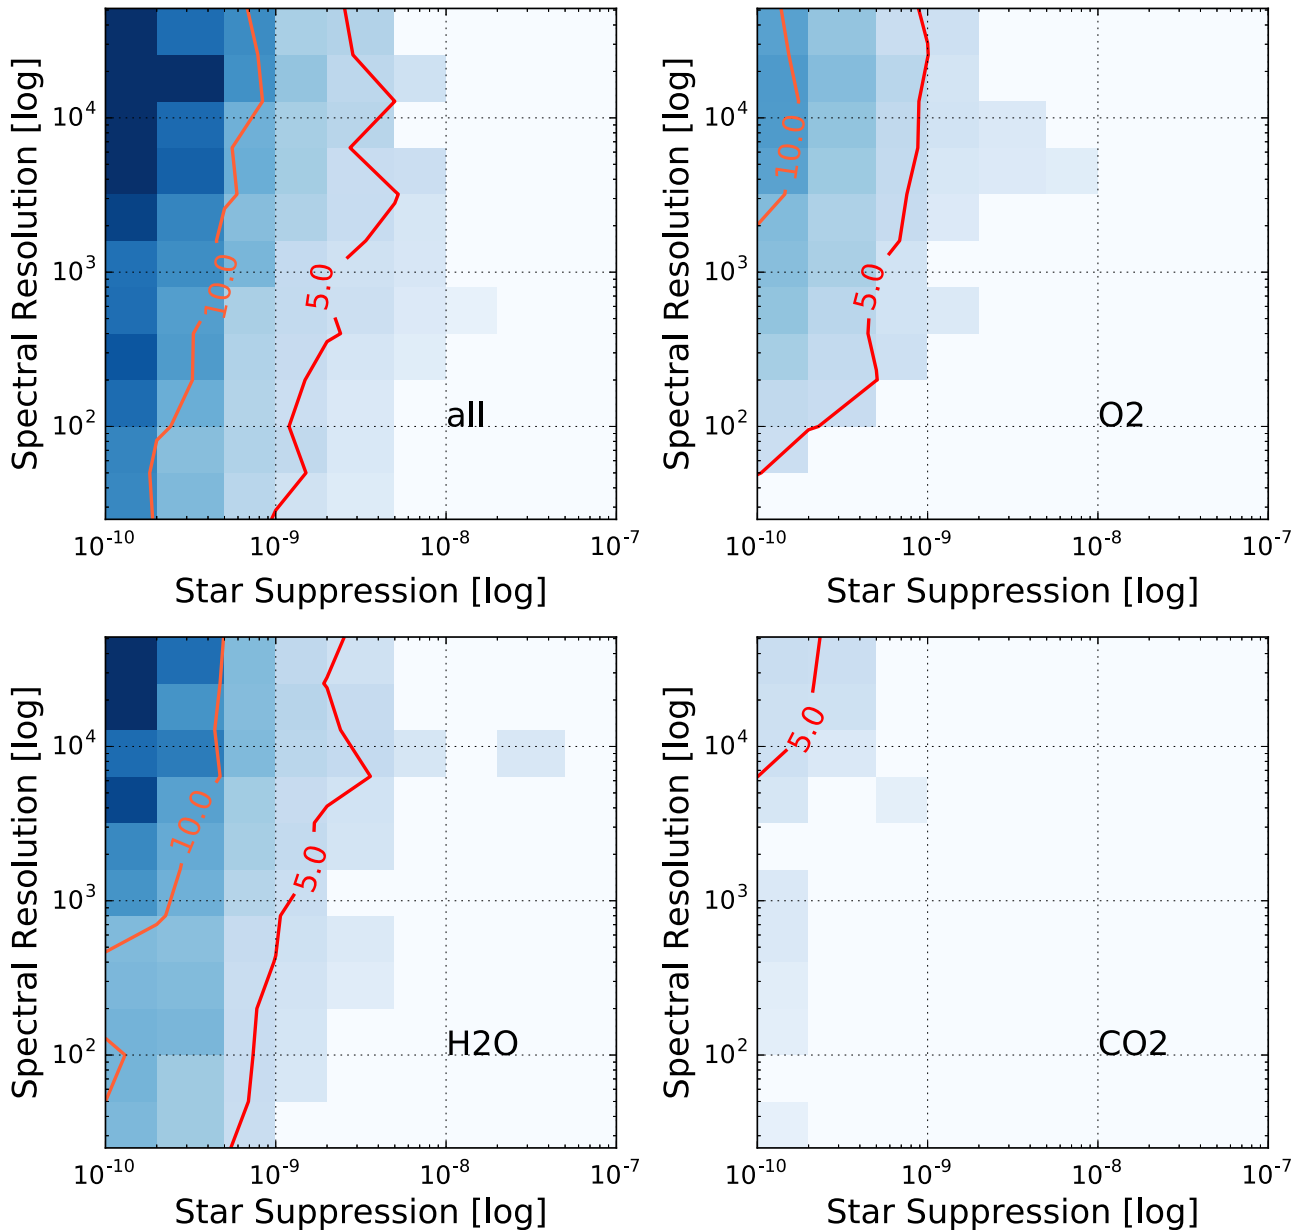 Spectral Resolution [log]
10⁴
10³
10²
10.0
5.0
all
10⁻¹⁰
10⁻⁹
10⁻⁸
10⁻⁷
Star Suppression [log]
Spectral Resolution [log]
10⁴
10³
10²
10.0
5.0
O2
10⁻¹⁰
10⁻⁹
10⁻⁸
10⁻⁷
Star Suppression [log]
Spectral Resolution [log]
10⁴
10³
10²
10.0
5.0
H2O
10⁻¹⁰
10⁻⁹
10⁻⁸
10⁻⁷
Star Suppression [log]
Spectral Resolution [log]
10⁴
10³
10²
5.0
CO2
10⁻¹⁰
10⁻⁹
10⁻⁸
10⁻⁷
Star Suppression [log]